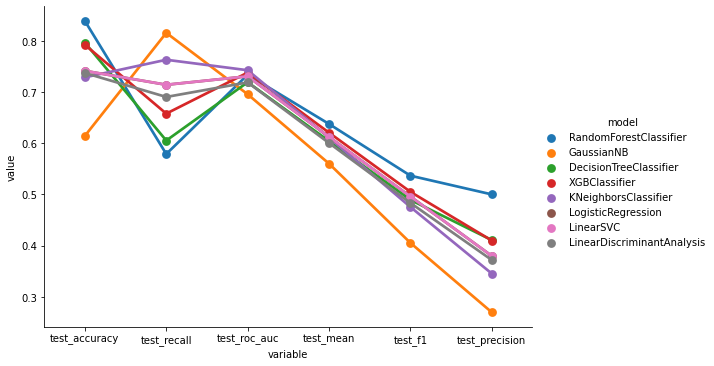 0.8
0.7
0.6
0.5
0.4
0.3
value
test_accuracy
test_recall
test_roc_auc
test_mean
test_f1
test_precision
variable
model
RandomForestClassifier
GaussianNB
DecisionTreeClassifier
XGBClassifier
KNeighborsClassifier
LogisticRegression
LinearSVC
LinearDiscriminantAnalysis